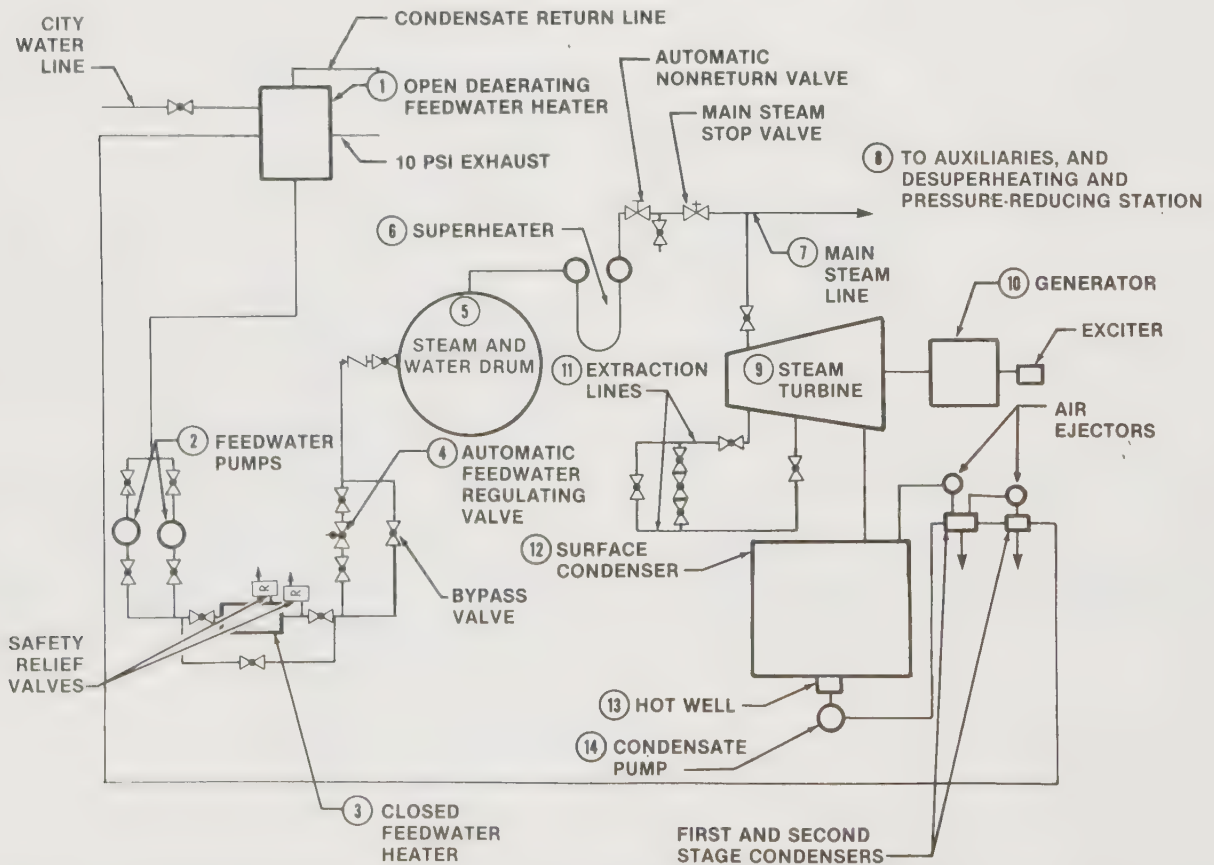 CITY
WATER
LINE
CONDENSATE RETURN LINE
1 OPEN DEAERATING
FEEDWATER HEATER
10 PSI EXHAUST
AUTOMATIC
NONRETURN VALVE
MAIN STEAM
STOP VALVE
8 TO AUXILIARIES, AND
DESUPERHEATING AND
PRESSURE-REDUCING STATION
6 SUPERHEATER
7 MAIN
STEAM
LINE
10 GENERATOR
EXCITER
5
STEAM AND
WATER DRUM
11 EXTRACTION
LINES
9 STEAM
TURBINE
AIR
EJECTORS
2 FEEDWATER
PUMPS
4 AUTOMATIC
FEEDWATER
REGULATING
VALVE
12 SURFACE
CONDENSER
R
R
BYPASS
VALVE
SAFETY
RELIEF
VALVES
13 HOT WELL
14 CONDENSATE
PUMP
3 CLOSED
FEEDWATER
HEATER
FIRST AND SECOND
STAGE CONDENSERS